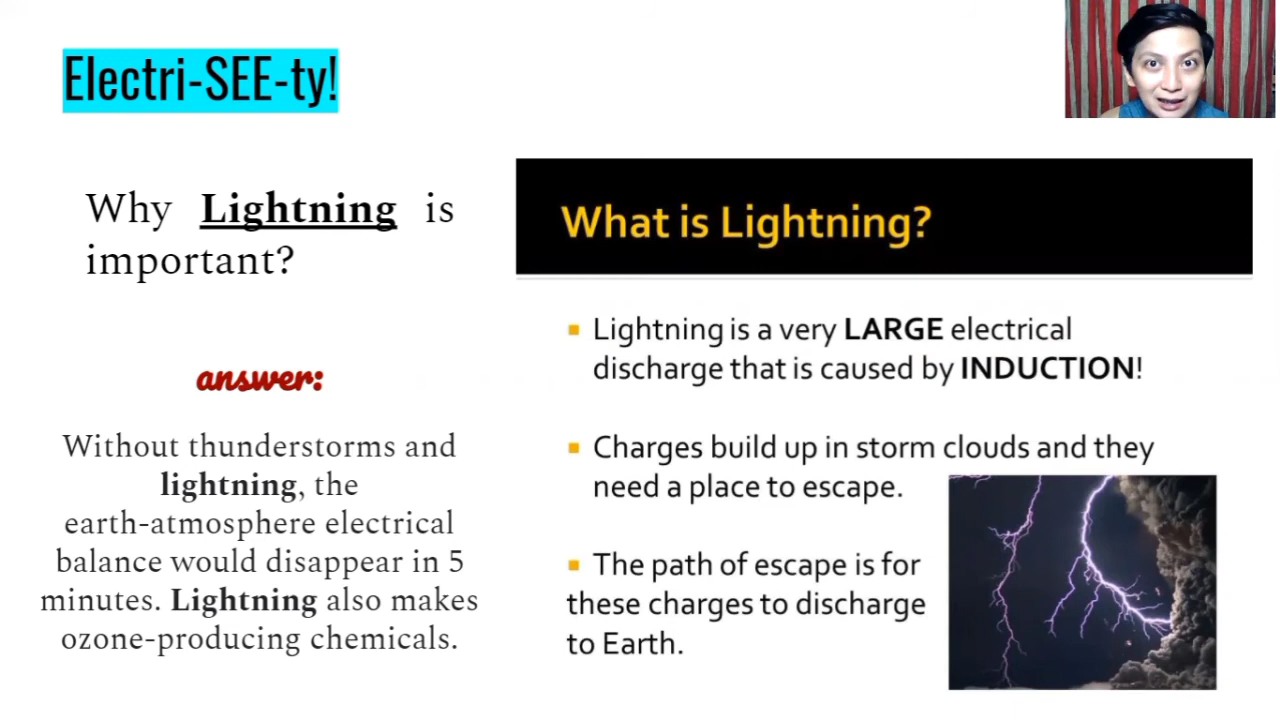 Electri-SEE-ty!
Why Lightning is
important?
answer:
Without thunderstorms and
lightning, the
earth-atmosphere electrical
balance would disappear in 5
minutes. Lightning also makes
ozone-producing chemicals.
What is Lightning?
Lightning is a very LARGE electrical
discharge that is caused by INDUCTION!
Charges build up in storm clouds and they
need a place to escape.
The path of escape is for
these charges to discharge
to Earth.